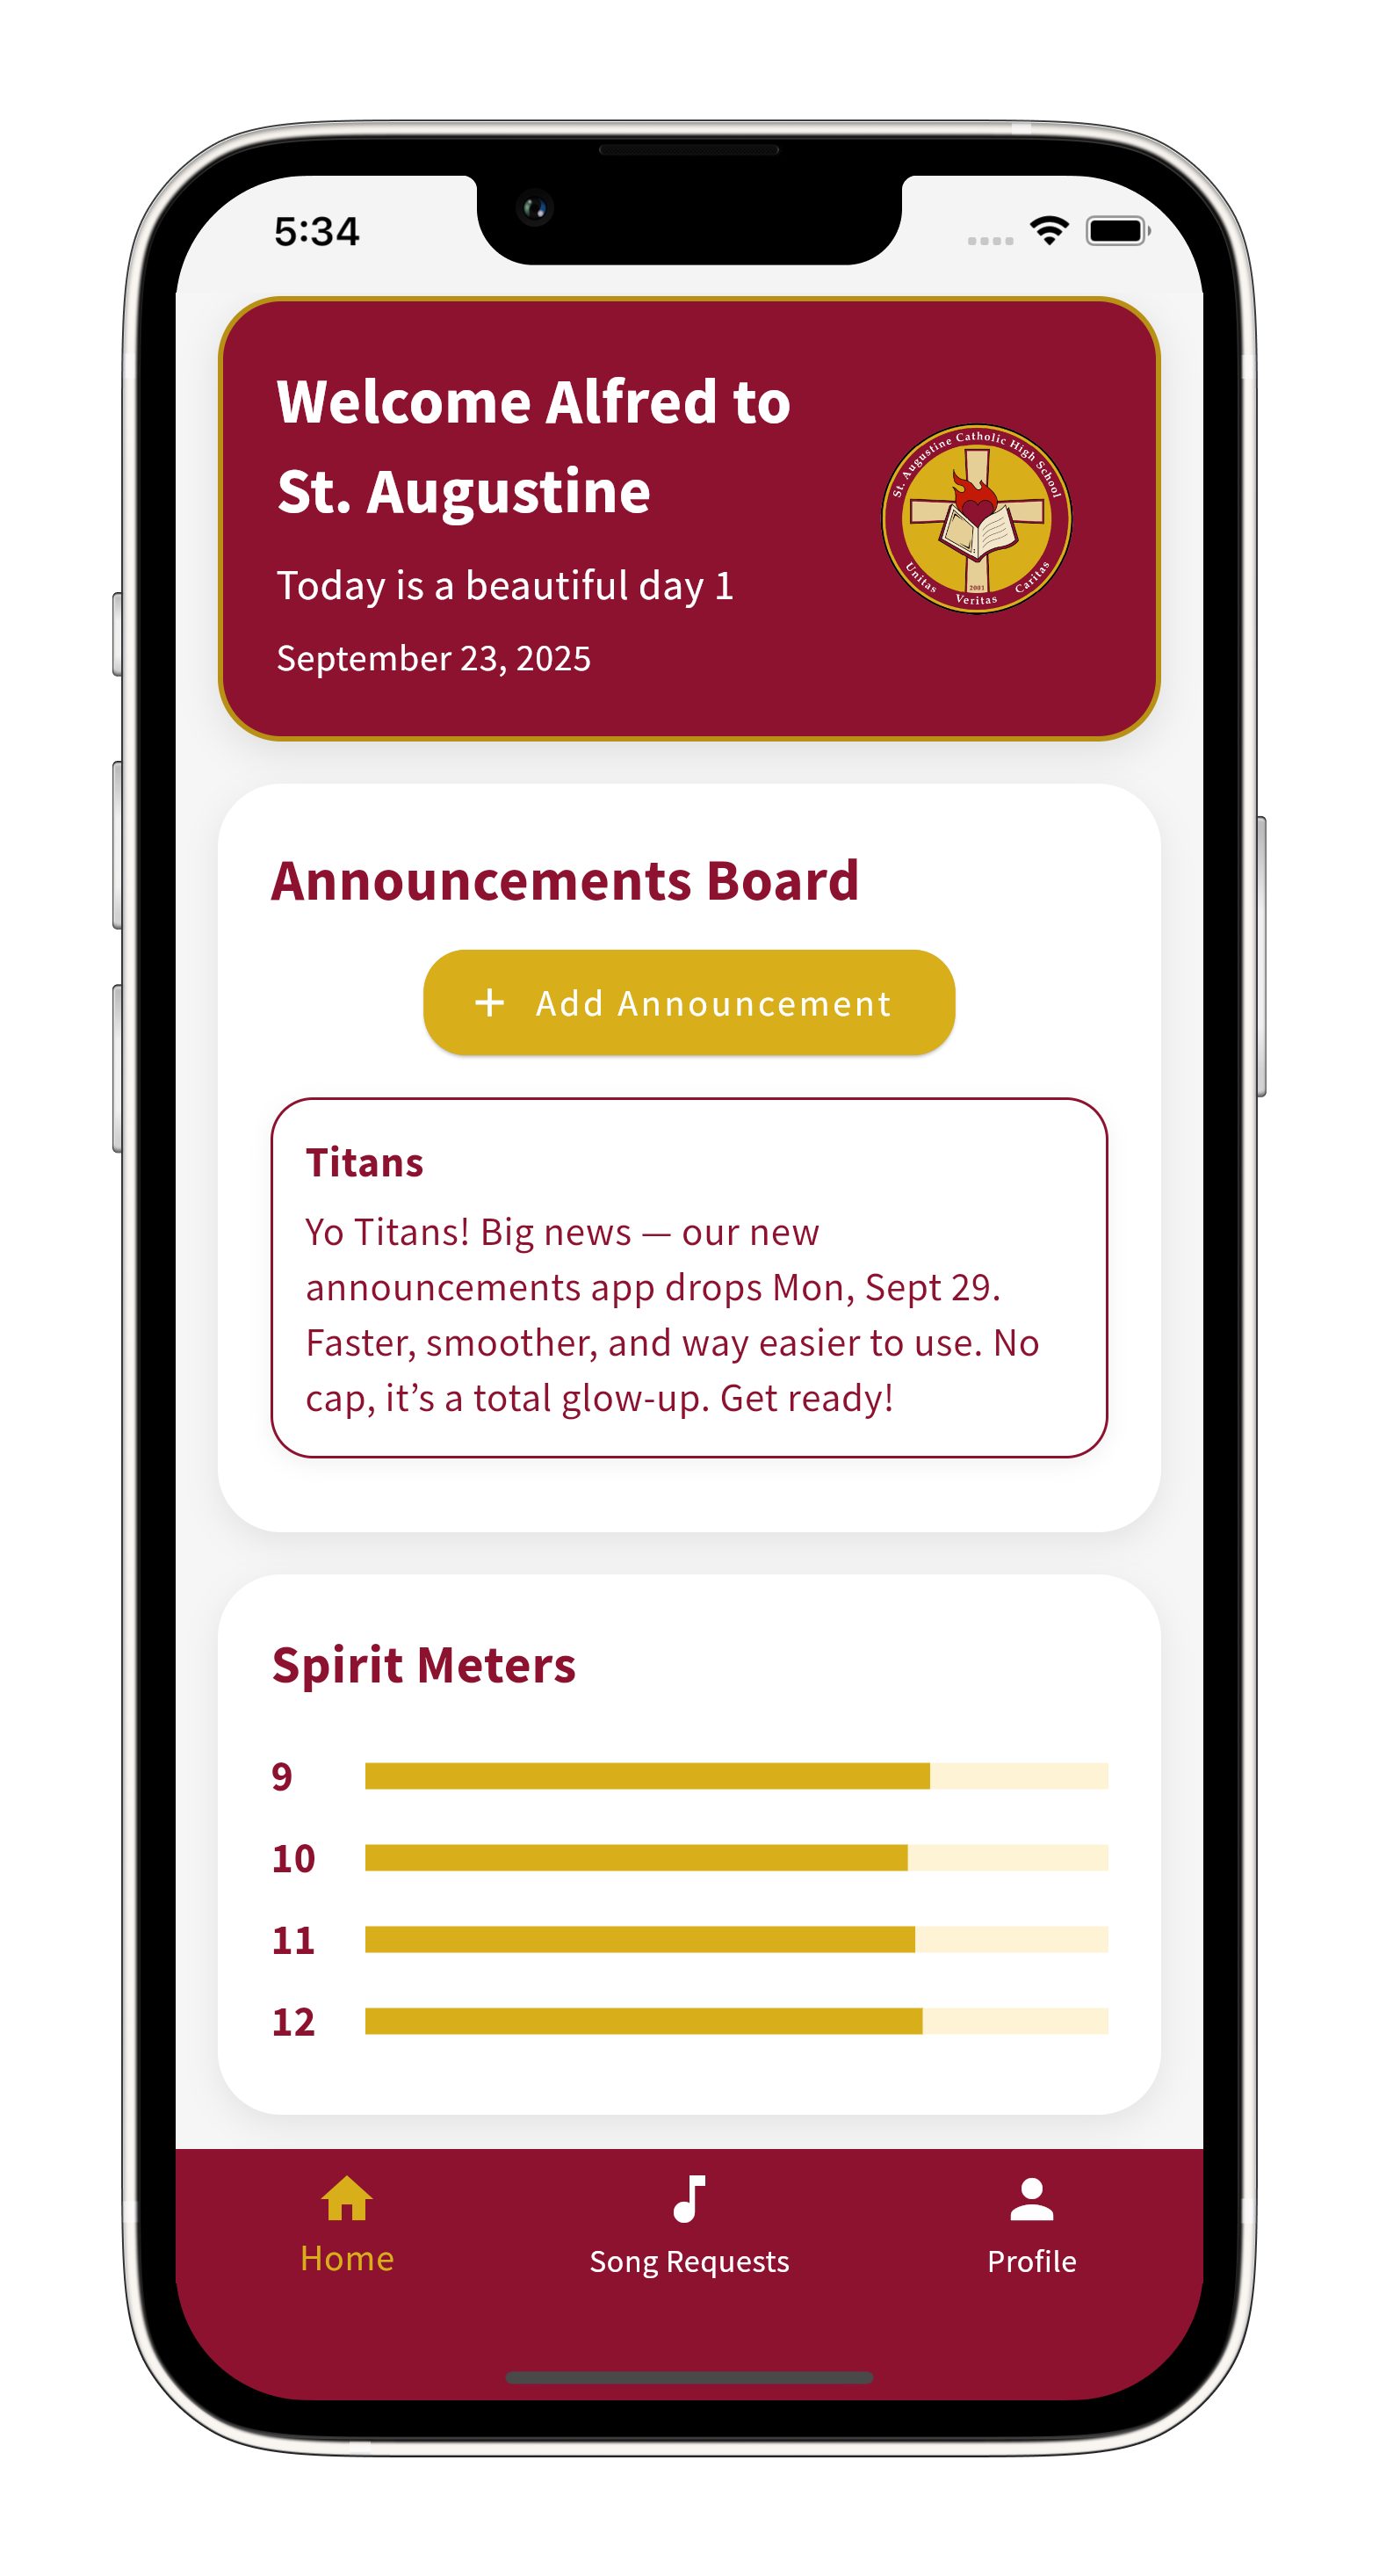 5:34
Welcome Alfred to
St. Augustine
Today is a beautiful day 1
September 23, 2025
St. Augustine Catholic High School
2001
Unitas Veritas Caritas
Announcements Board
+ Add Announcement
Titans
Yo Titans! Big news — our new
announcements app drops Mon, Sept 29.
Faster, smoother, and way easier to use. No
cap, it’s a total glow-up. Get ready!
Spirit Meters
9
10
11
12
Home
Song Requests
Profile